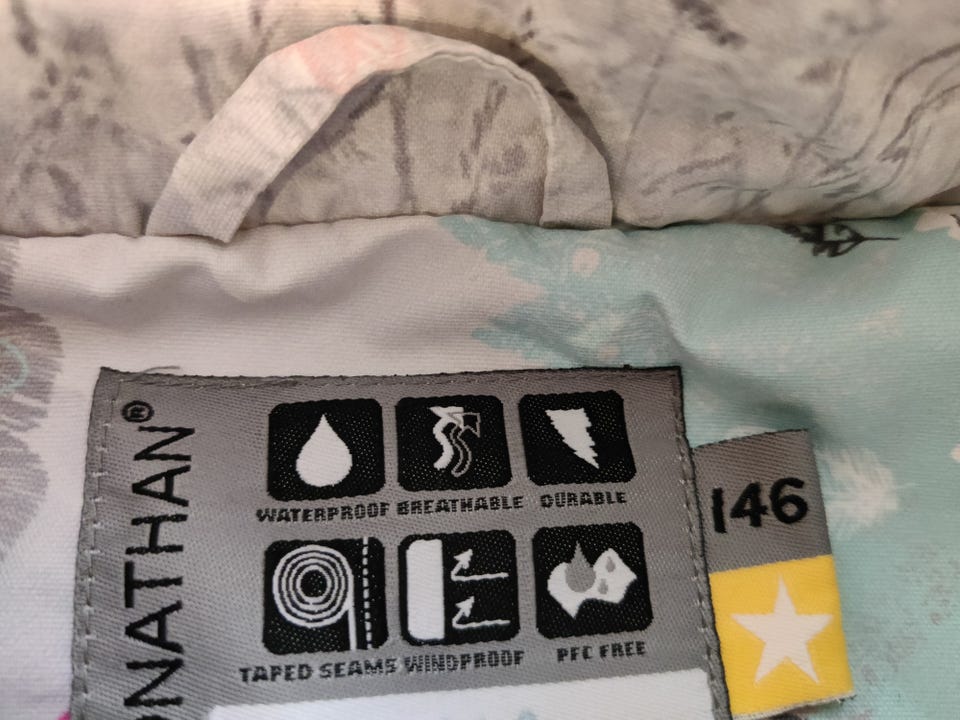 NATHAN®
WATERPROOF BREATHABLE DURABLE
TAPED SEAMS WINDPROOF PFC FREE
146